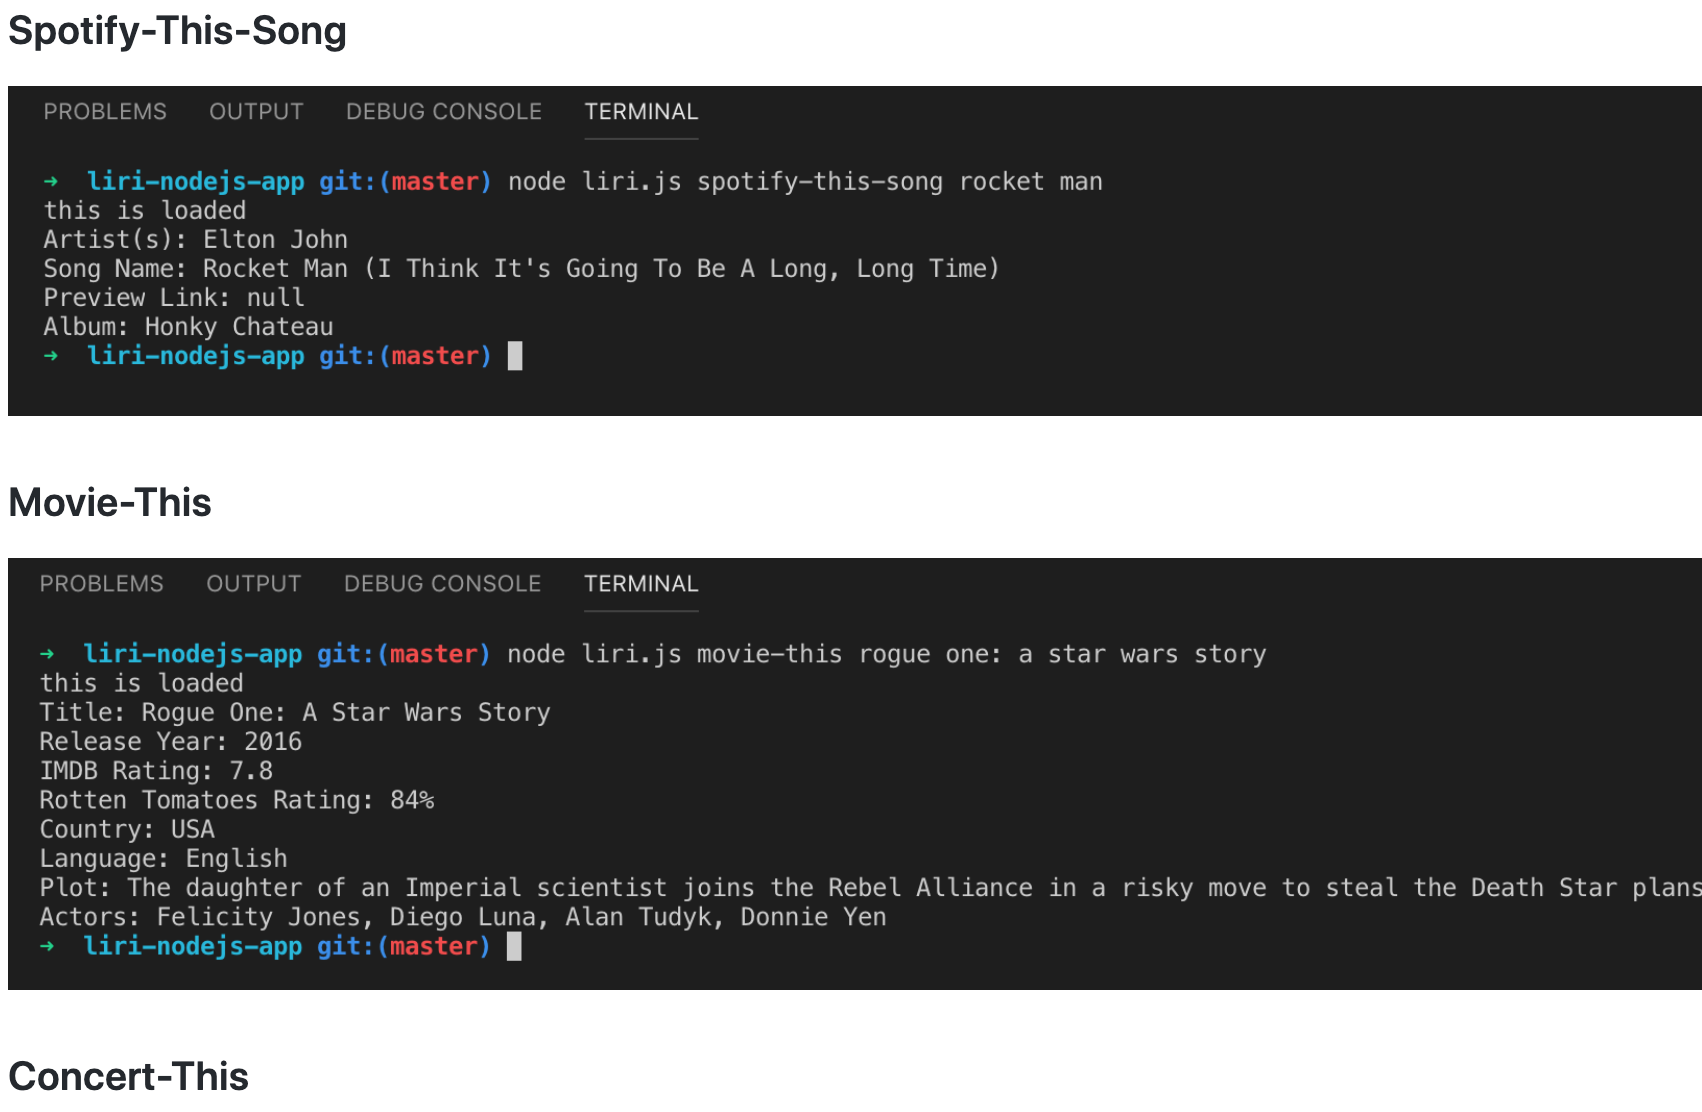 Spotify-This-Song
PROBLEMS OUTPUT DEBUG CONSOLE TERMINAL
➜ liri-nodejs-app git:(master) node liri.js spotify-this-song rocket man
this is loaded
Artist(s): Elton John
Song Name: Rocket Man (I Think It's Going To Be A Long, Long Time)
Preview Link: null
Album: Honky Chateau
➜ liri-nodejs-app git:(master)
Movie-This
PROBLEMS OUTPUT DEBUG CONSOLE TERMINAL
➜ liri-nodejs-app git:(master) node liri.js movie-this rogue one: a star wars story
this is loaded
Title: Rogue One: A Star Wars Story
Release Year: 2016
IMDB Rating: 7.8
Rotten Tomatoes Rating: 84%
Country: USA
Language: English
Plot: The daughter of an Imperial scientist joins the Rebel Alliance in a risky move to steal the Death Star plans
Actors: Felicity Jones, Diego Luna, Alan Tudyk, Donnie Yen
➜ liri-nodejs-app git:(master)
Concert-This